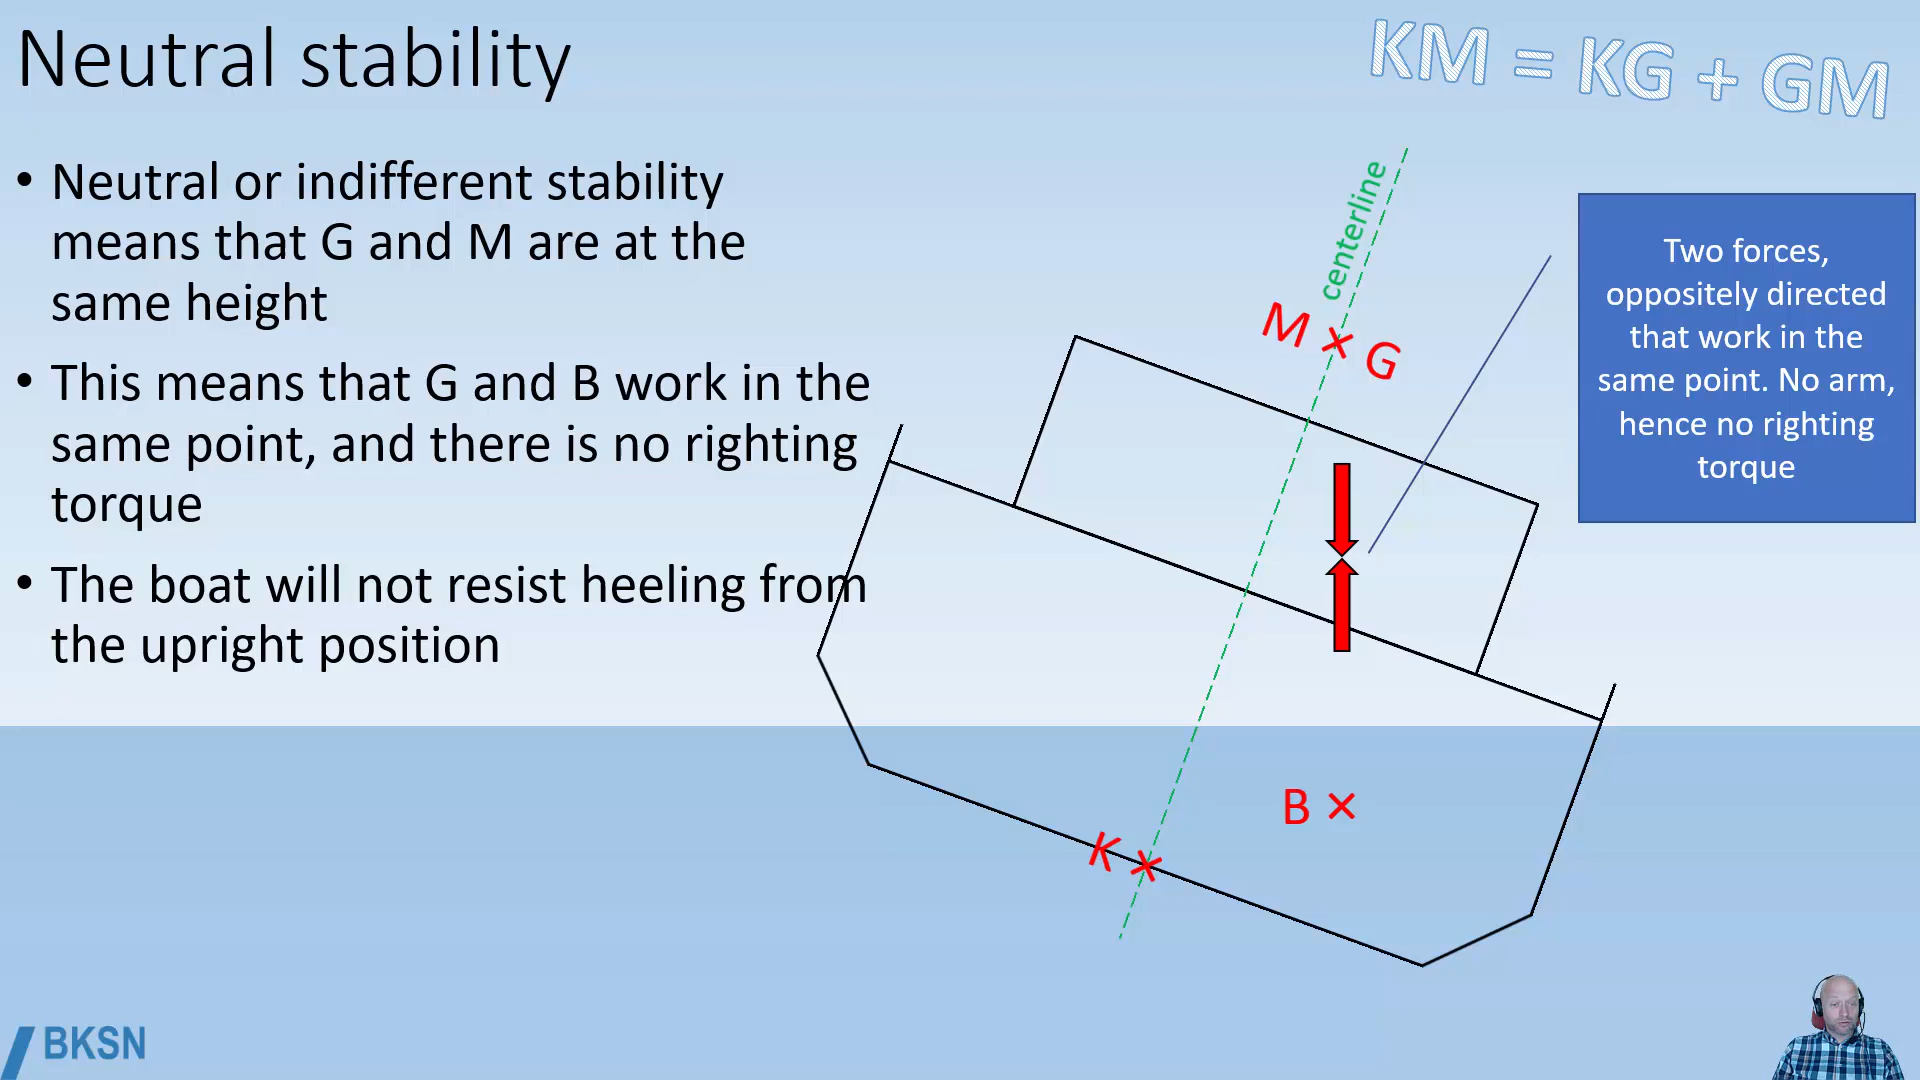 Neutral stability
KM = KG + GM
• Neutral or indifferent stability
means that G and M are at the
same height
• This means that G and B work in the
same point, and there is no righting
torque
• The boat will not resist heeling from
the upright position
centerline
M × G
Two forces,
oppositely directed
that work in the
same point. No arm,
hence no righting
torque
B ×
K ×
BKSN